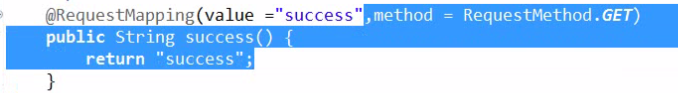 @RequestMapping(value ="success",method = RequestMethod.GET)
public String success() {
return "success";
}